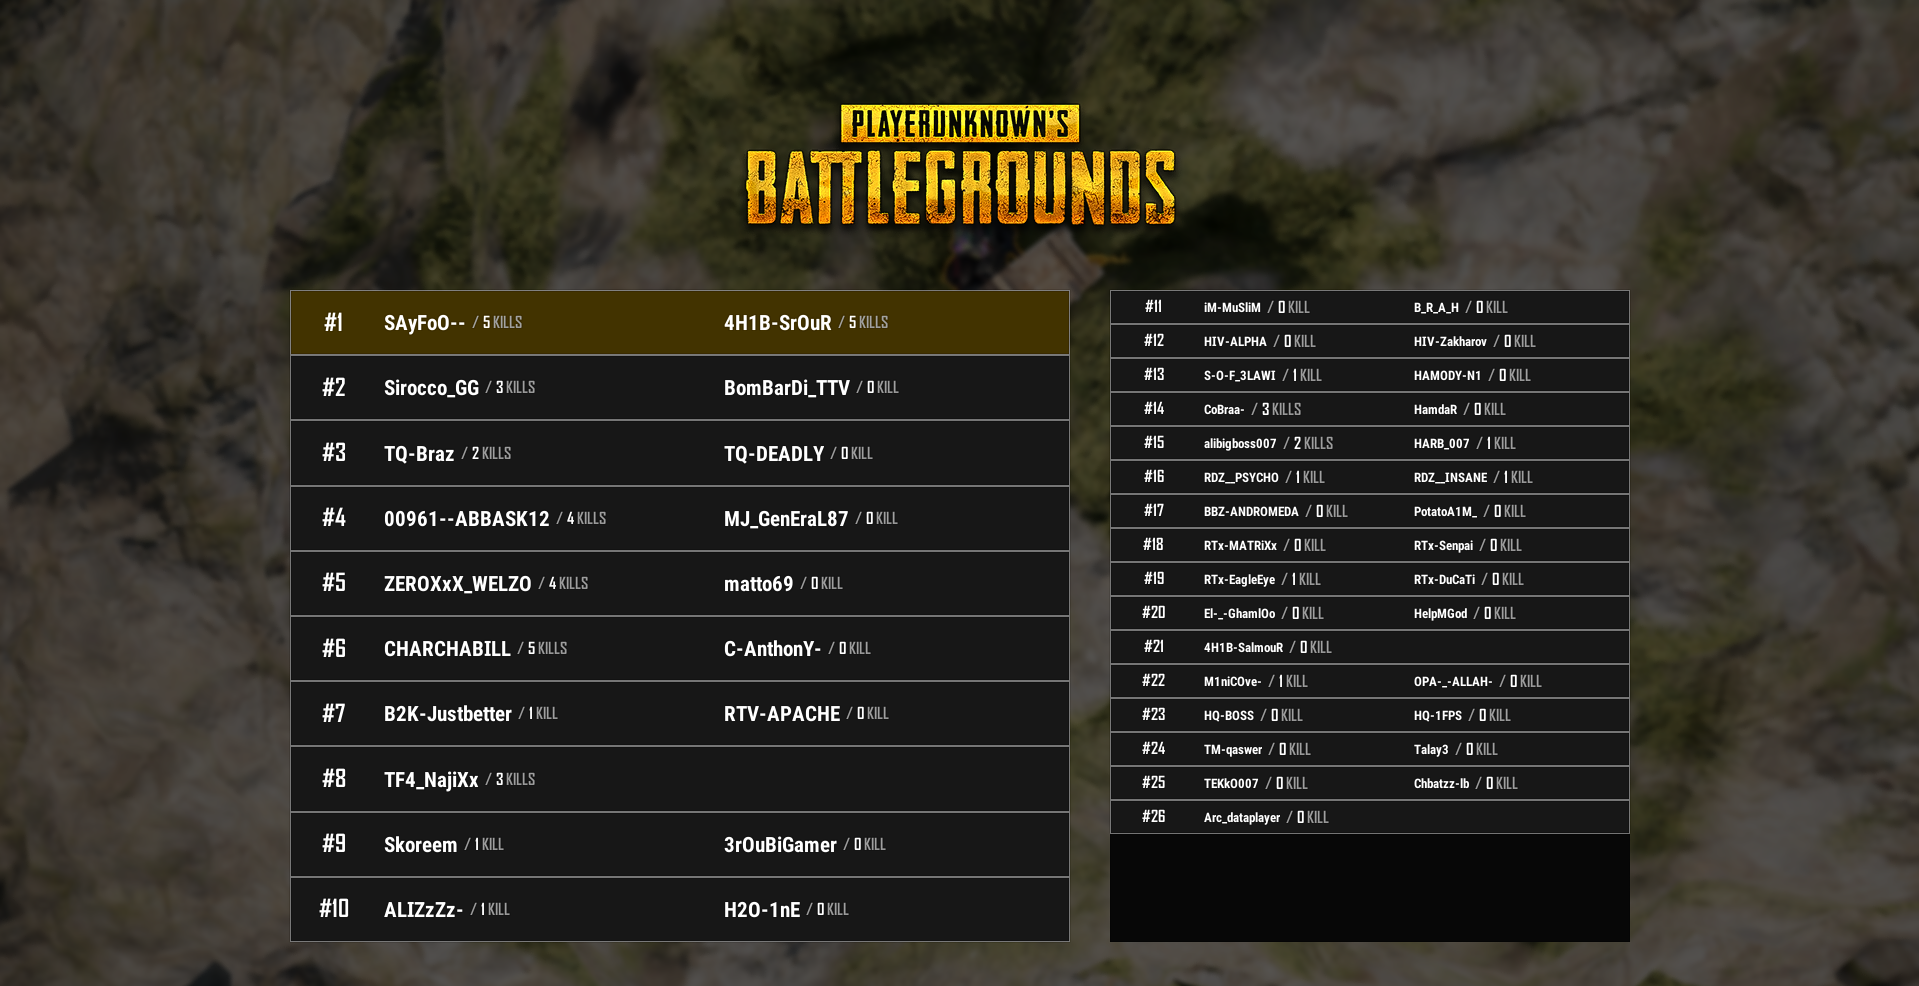 PLAYERUNKNOWN'S
BATTLEGROUNDS
#1 SAyFoO-- / 5 KILLS 4H1B-SrOuR / 5 KILLS
#2 Sirocco_GG / 3 KILLS BomBarDi_TTV / 0 KILL
#3 TQ-Braz / 2 KILLS TQ-DEADLY / 0 KILL
#4 00961--ABBASK12 / 4 KILLS MJ_GenEraL87 / 0 KILL
#5 ZEROXxX_WELZO / 4 KILLS matto69 / 0 KILL
#6 CHARCHABILL / 5 KILLS C-AnthonY- / 0 KILL
#7 B2K-Justbetter / 1 KILL RTV-APACHE / 0 KILL
#8 TF4_NajiXx / 3 KILLS
#9 Skoreem / 1 KILL 3rOuBiGamer / 0 KILL
#10 ALIZzZz- / 1 KILL H2O-1nE / 0 KILL
#11 iM-MuSliM / 0 KILL B_R_A_H / 0 KILL
#12 HIV-ALPHA / 0 KILL HIV-Zakharov / 0 KILL
#13 S-O-F_3LAWI / 1 KILL HAMODY-N1 / 0 KILL
#14 CoBraa- / 3 KILLS HamdaR / 0 KILL
#15 alibigboss007 / 2 KILLS HARB_007 / 1 KILL
#16 RDZ__PSYCHO / 1 KILL RDZ__INSANE / 1 KILL
#17 BBZ-ANDROMEDA / 0 KILL PotatoA1M_ / 0 KILL
#18 RTx-MATRiXx / 0 KILL RTx-Senpai / 0 KILL
#19 RTx-EagleEye / 1 KILL RTx-DuCaTi / 0 KILL
#20 El-_-GhamlOo / 0 KILL HelpMGod / 0 KILL
#21 4H1B-SalmouR / 0 KILL
#22 M1niCOve- / 1 KILL OPA-_-ALLAH- / 0 KILL
#23 HQ-BOSS / 0 KILL HQ-1FPS / 0 KILL
#24 TM-qaswer / 0 KILL Talay3 / 0 KILL
#25 TEKkO007 / 0 KILL Chbatzz-lb / 0 KILL
#26 Arc_dataplayer / 0 KILL